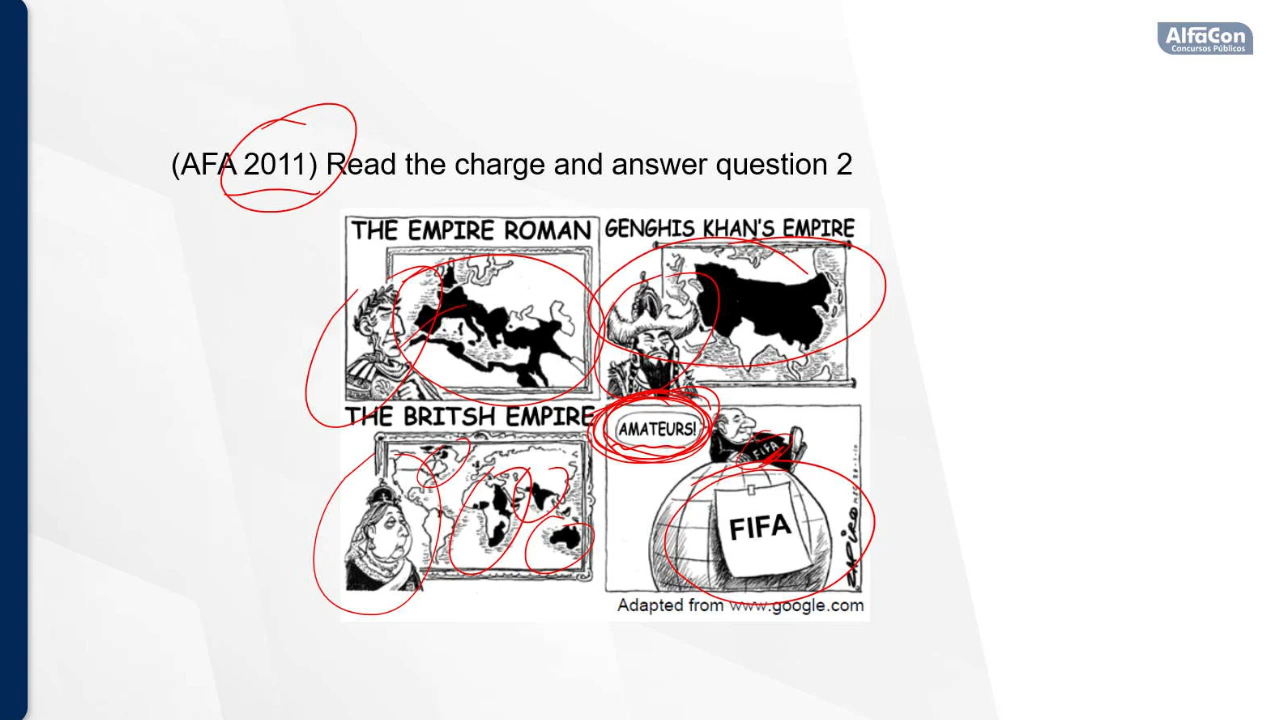 AlfaCon
Concursos Públicos
(AFA 2011) Read the charge and answer question 2
THE EMPIRE ROMAN
GENGHIS KHAN'S EMPIRE
THE BRITSH EMPIRE
AMATEURS!
FIFA
FIFA
ZAPIRO
Adapted from www.google.com